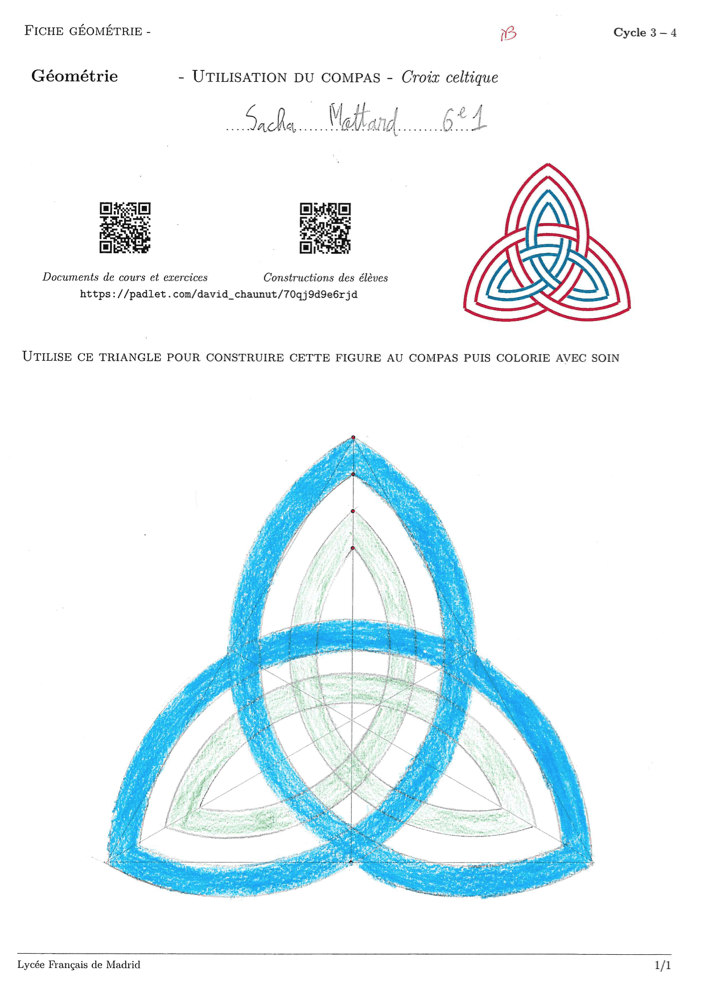 Fiche géométrie - Cycle 3 – 4
Géométrie - Utilisation du compas - Croix celtique
Sacha Mattard 6e1
Documents de cours et exercices Constructions des élèves
https://padlet.com/david_chaunut/70qj9d9e6rjd
Utilise ce triangle pour construire cette figure au compas puis colorie avec soin
Lycée Français de Madrid 1/1